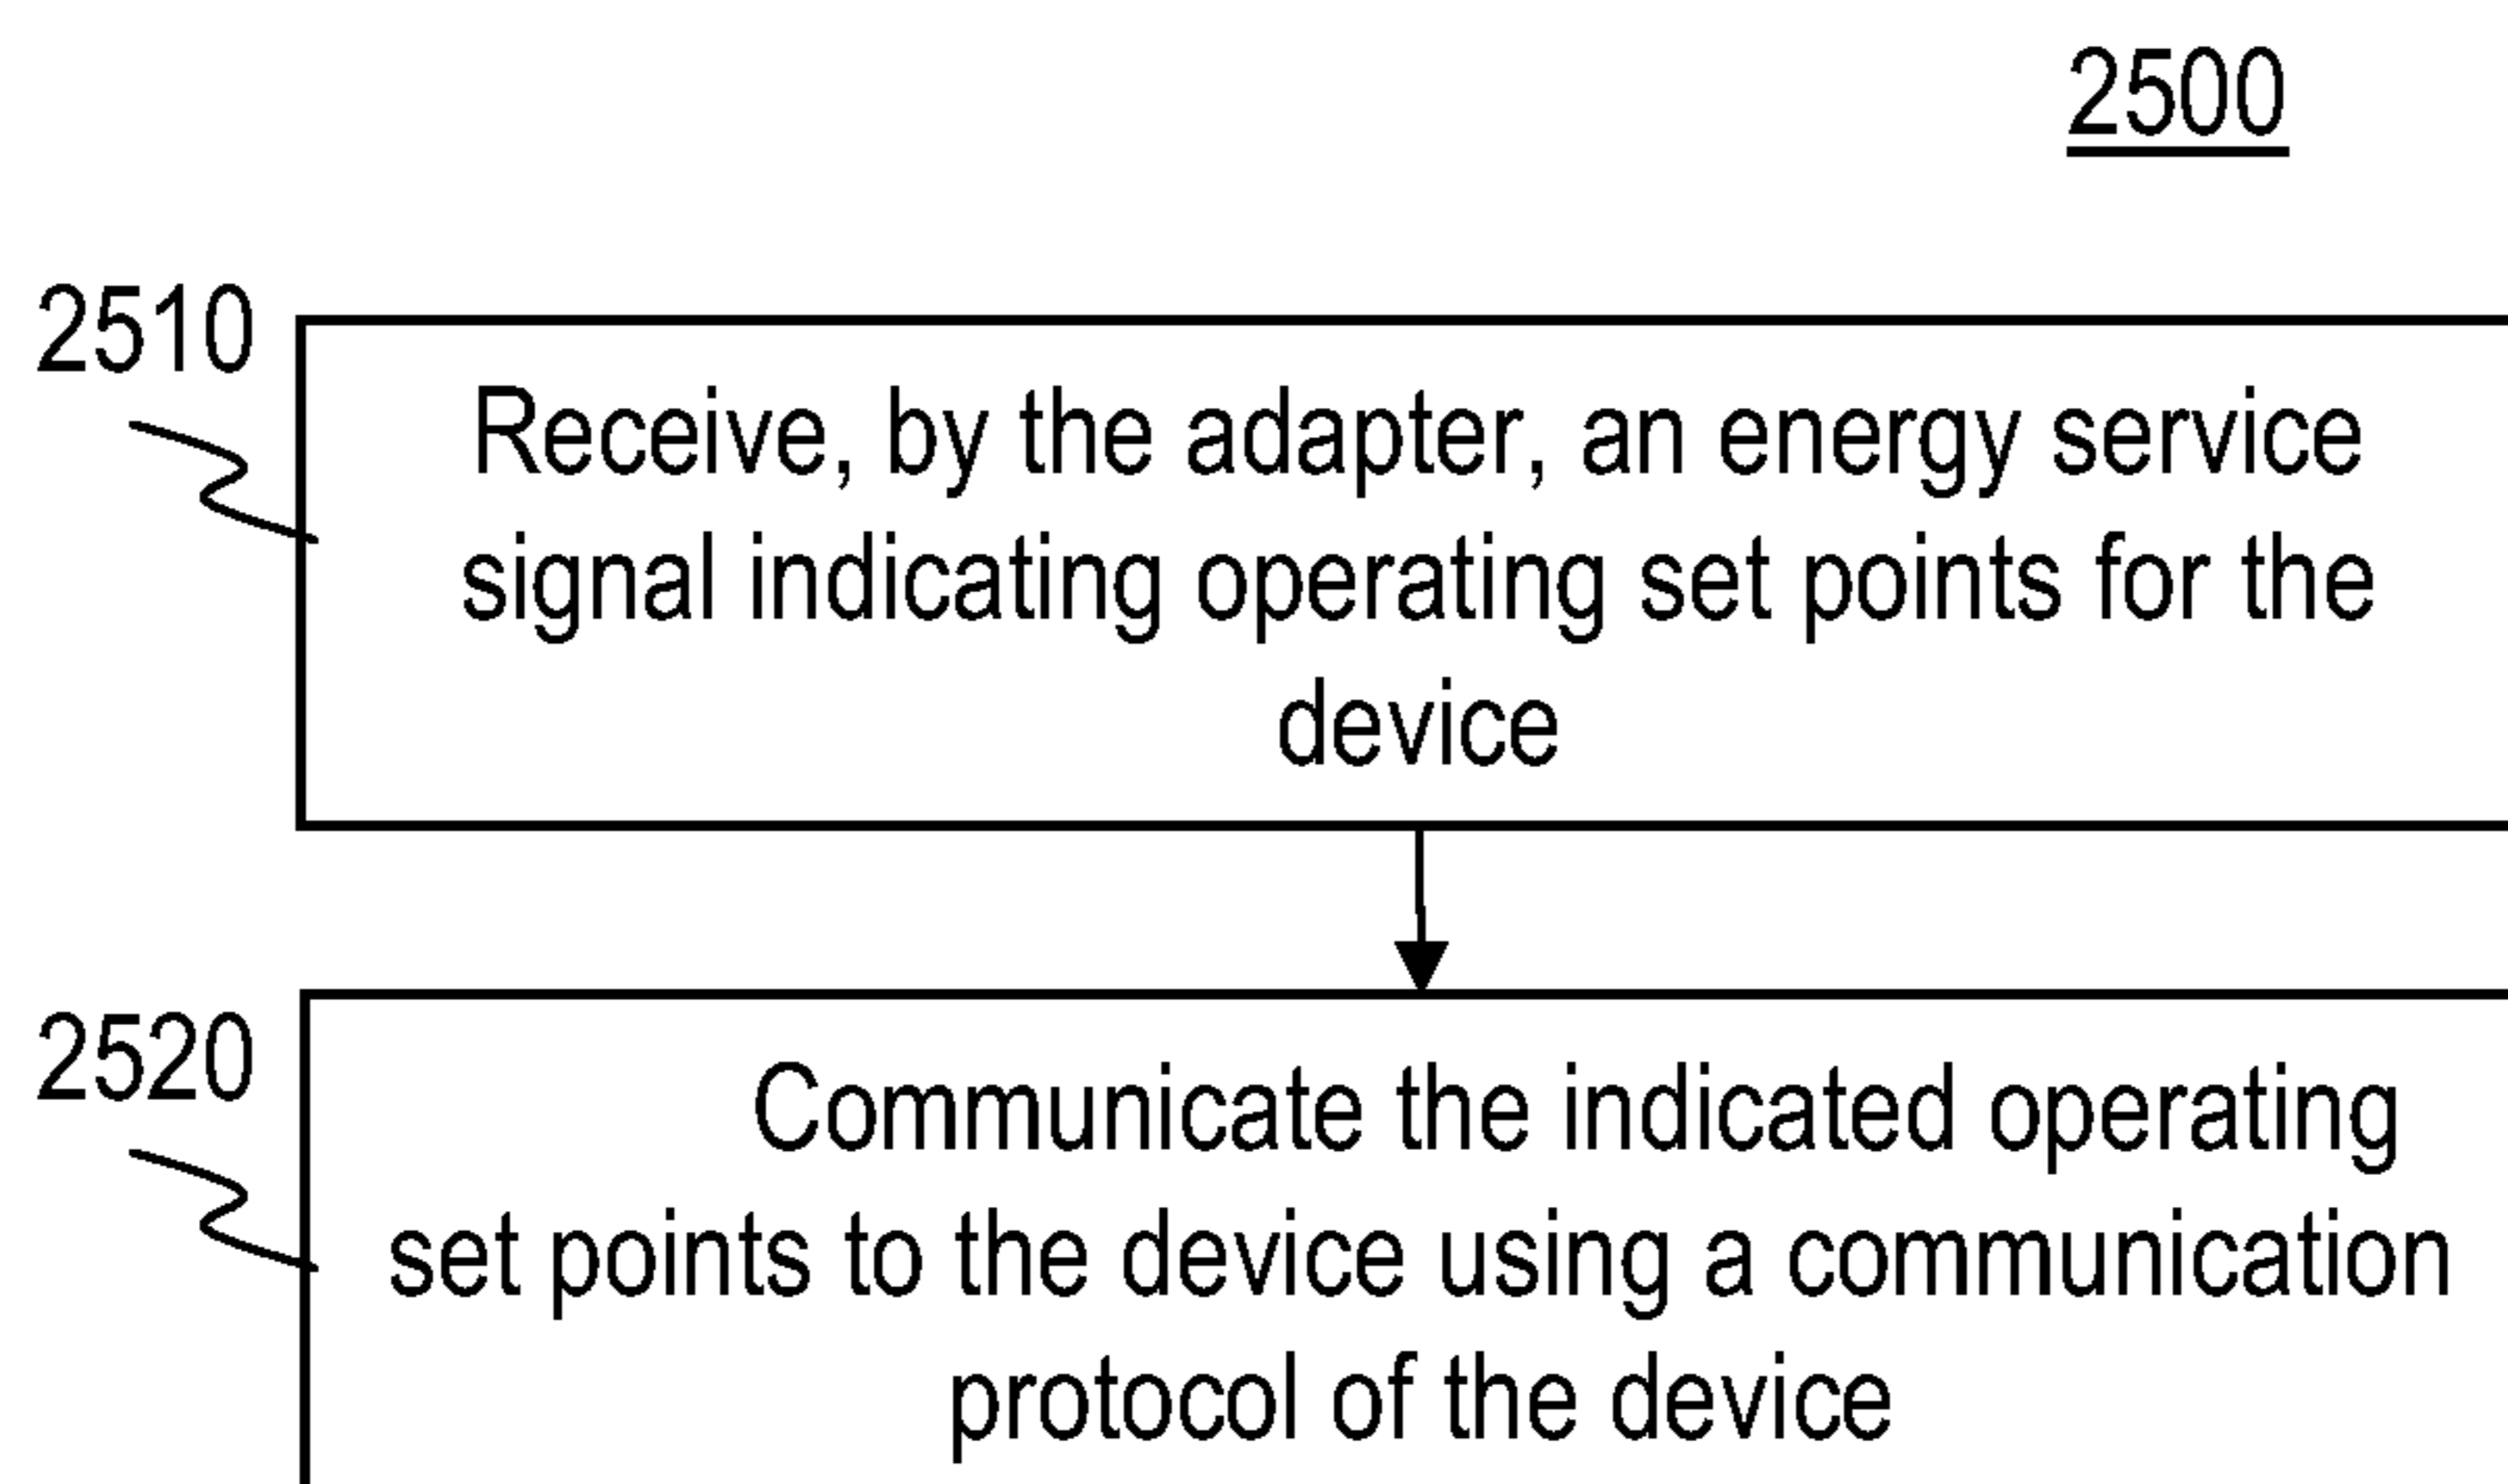 2500
2510
Receive, by the adapter, an energy service
signal indicating operating set points for the
device
2520
Communicate the indicated operating
set points to the device using a communication
protocol of the device